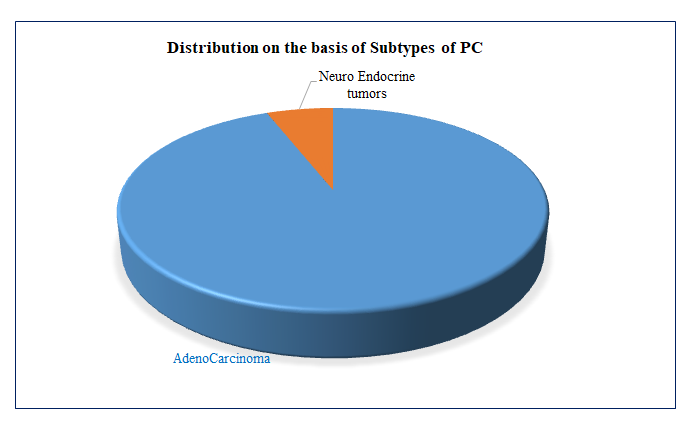 Distribution on the basis of Subtypes of PC
Neuro Endocrine
tumors
AdenoCarcinoma